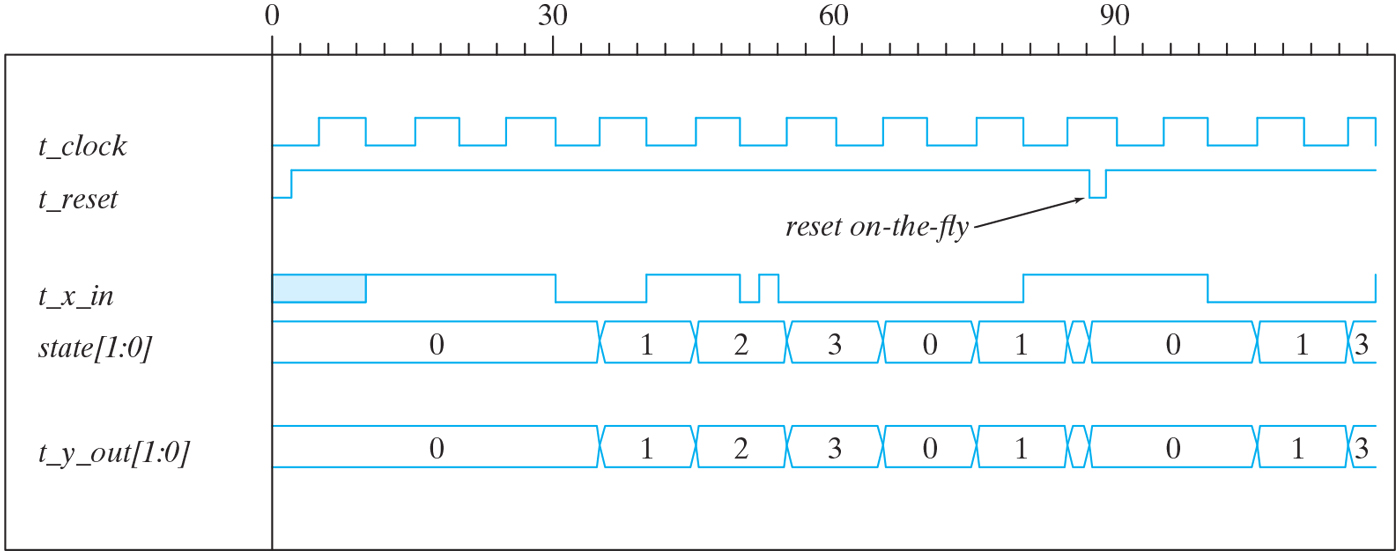 0 30 60 90
t_clock
t_reset
reset on-the-fly
t_x_in
state[1:0] 0 1 2 3 0 1 0 1 3
t_y_out[1:0] 0 1 2 3 0 1 0 1 3